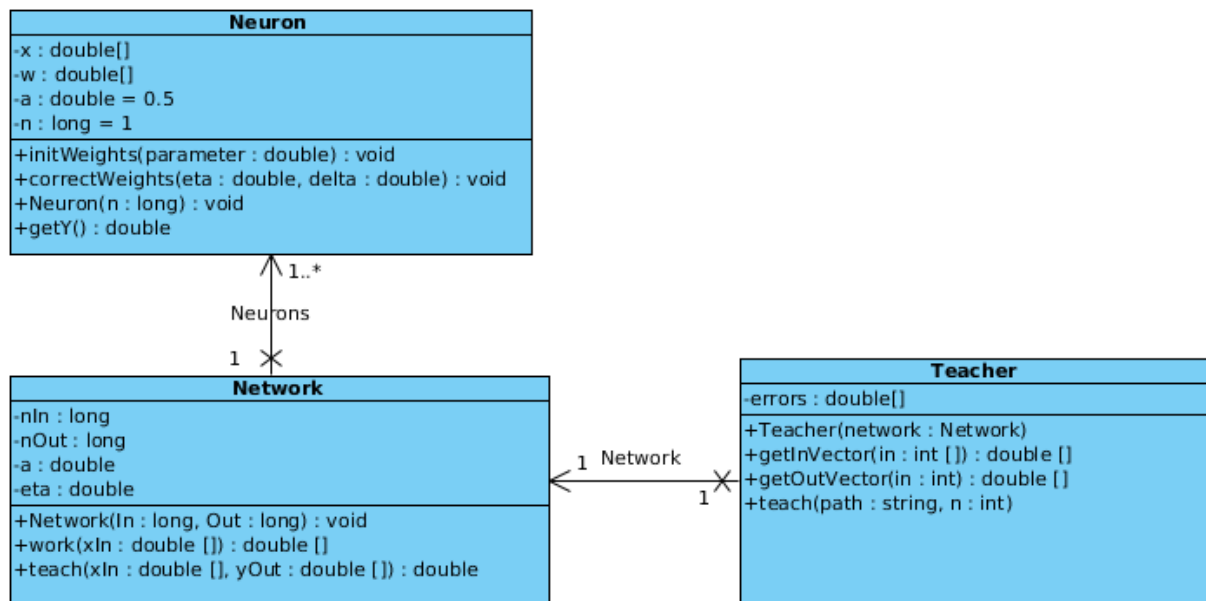 Neuron
-x : double[]
-w : double[]
-a : double = 0.5
-n : long = 1
+initWeights(parameter : double) : void
+correctWeights(eta : double, delta : double) : void
+Neuron(n : long) : void
+getY() : double
1..*
Neurons
1
Network
-nIn : long
-nOut : long
-a : double
-eta : double
+Network(In : long, Out : long) : void
+work(xIn : double []) : double []
+teach(xIn : double [], yOut : double []) : double
1 Network
1
Teacher
-errors : double[]
+Teacher(network : Network)
+getInVector(in : int []) : double []
+getOutVector(in : int) : double []
+teach(path : string, n : int)